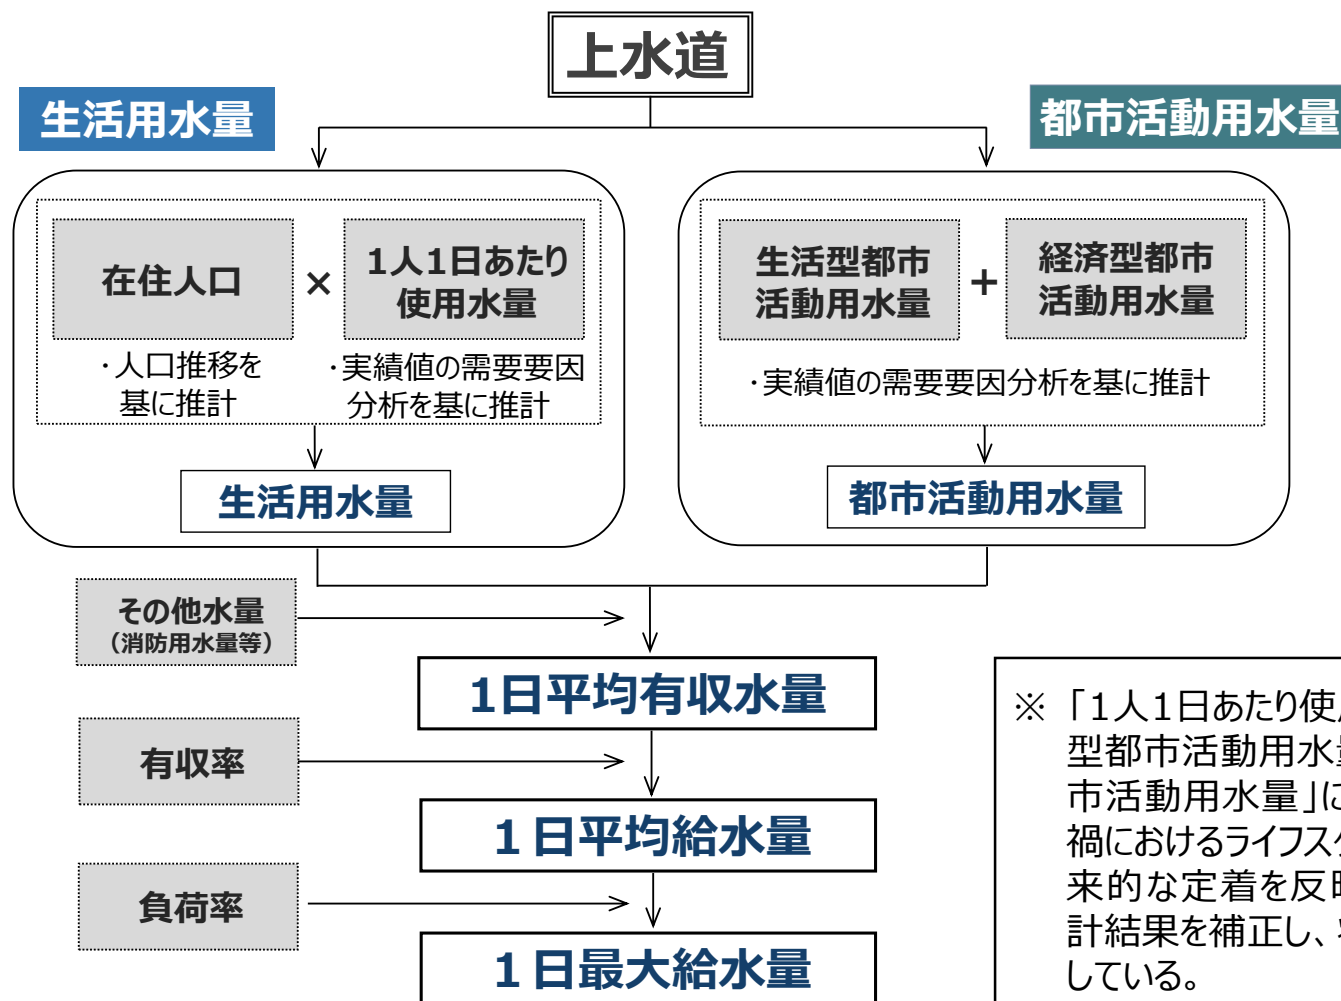 上水道
生活用水量
都市活動用水量
在住人口
×
1人1日あたり
使用水量
・人口推移を
基に推計
・実績値の需要要因
分析を基に推計
生活用水量
生活型都市
活動用水量
+
経済型都市
活動用水量
・実績値の需要要因分析を基に推計
都市活動用水量
その他水量
（消防用水量等）
1日平均有収水量
有収率
１日平均給水量
負荷率
１日最大給水量
※ 「１人１日あたり使
型都市活動用水
市活動用水量」に
禍におけるライフス
来的な定着を反
計結果を補正し、
している。